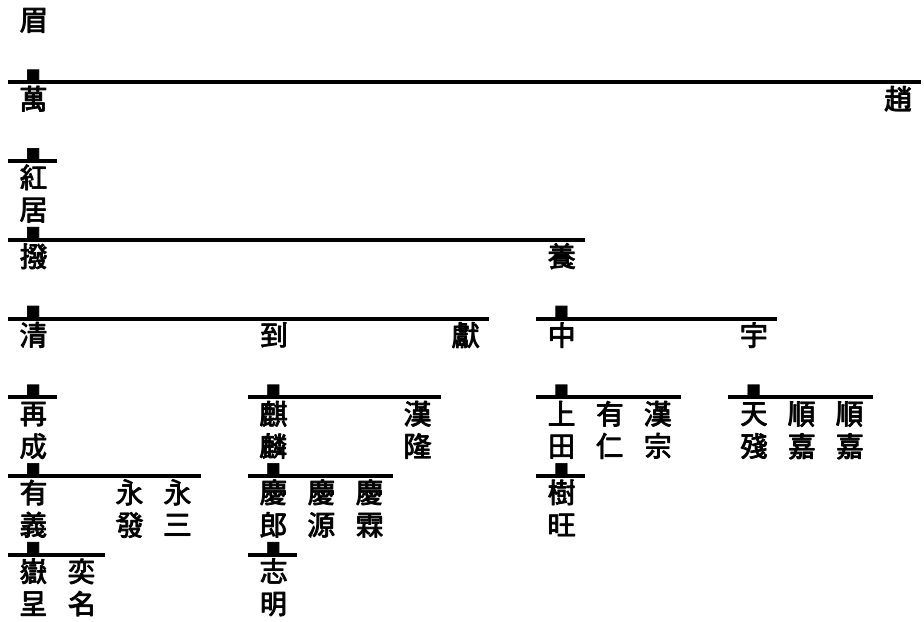 眉
萬 趙
紅居
撥 養
清 到 獻 中 宇
再成 麒麟 漢隆 上田 有仁 漢宗 天殘 順嘉 順嘉
有義 永發 永三 慶郎 慶源 慶霖 樹旺
嶽呈 奕名 志明